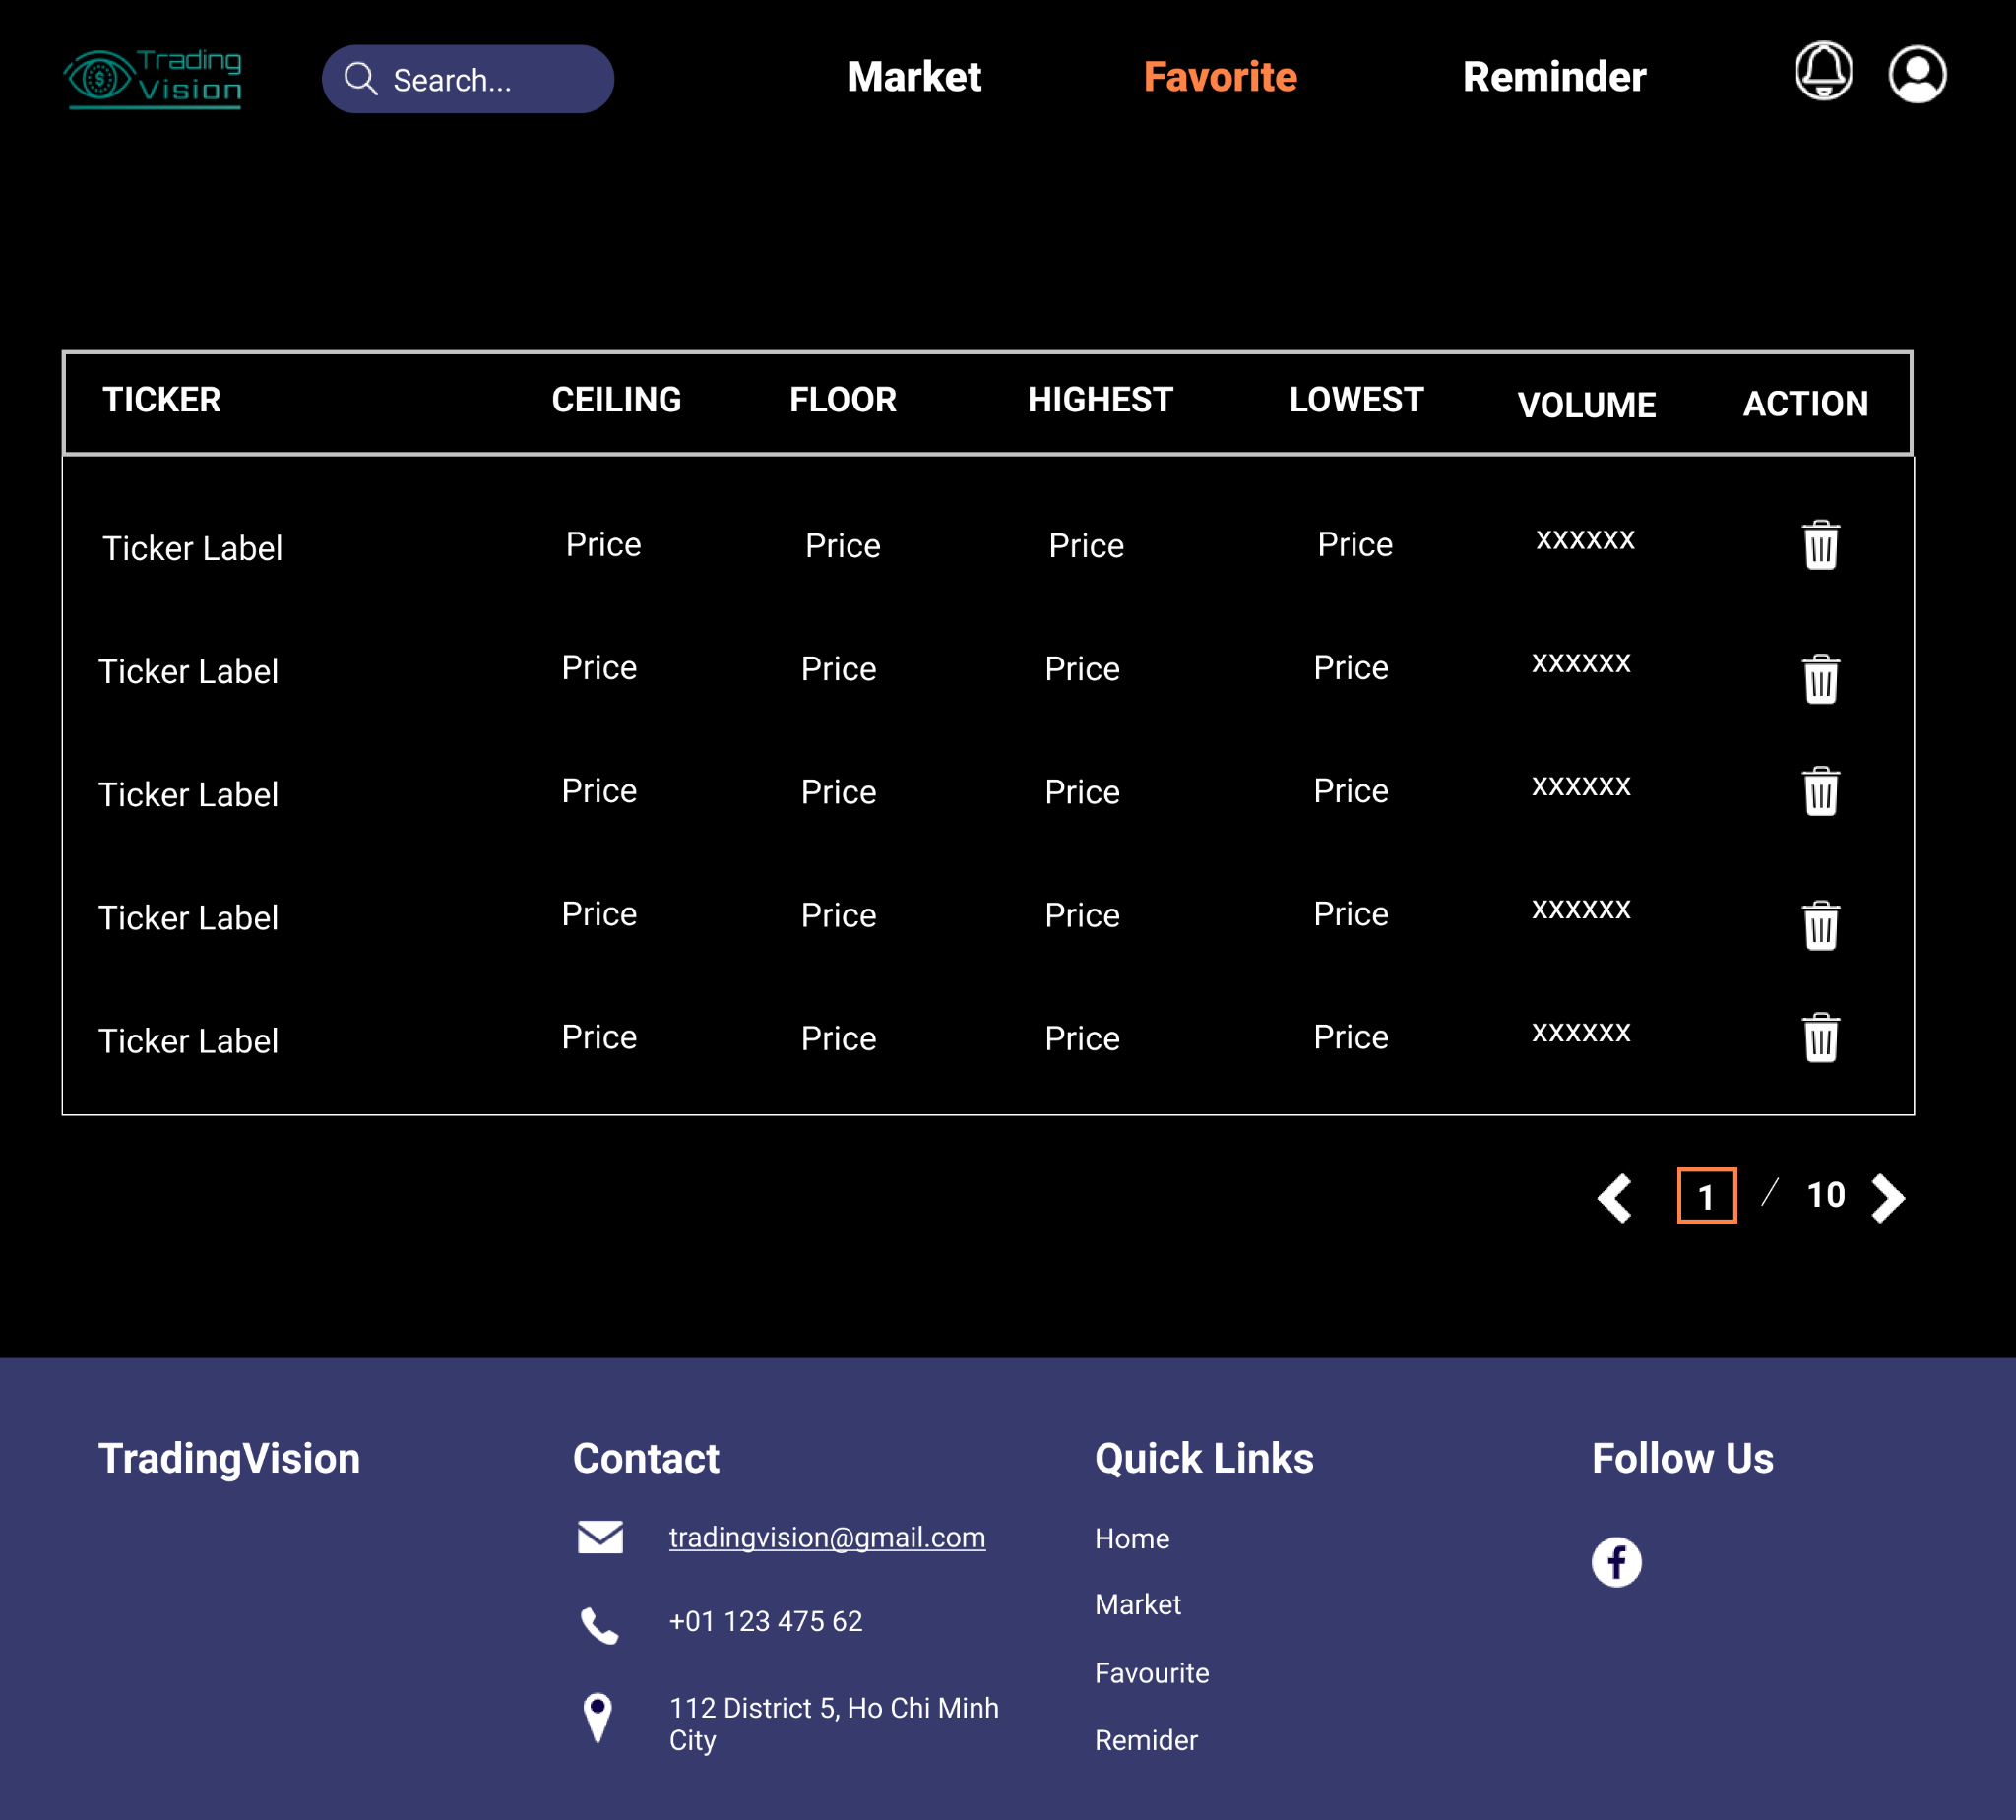 Trading
Vision
Search...
Market Favorite Reminder
TICKER CEILING FLOOR HIGHEST LOWEST VOLUME ACTION
Ticker Label Price Price Price Price xxxxxx
Ticker Label Price Price Price Price xxxxxx
Ticker Label Price Price Price Price xxxxxx
Ticker Label Price Price Price Price xxxxxx
Ticker Label Price Price Price Price xxxxxx
1 / 10
TradingVision
Contact
tradingvision@gmail.com
+01 123 475 62
112 District 5, Ho Chi Minh
City
Quick Links
Home
Market
Favourite
Remider
Follow Us